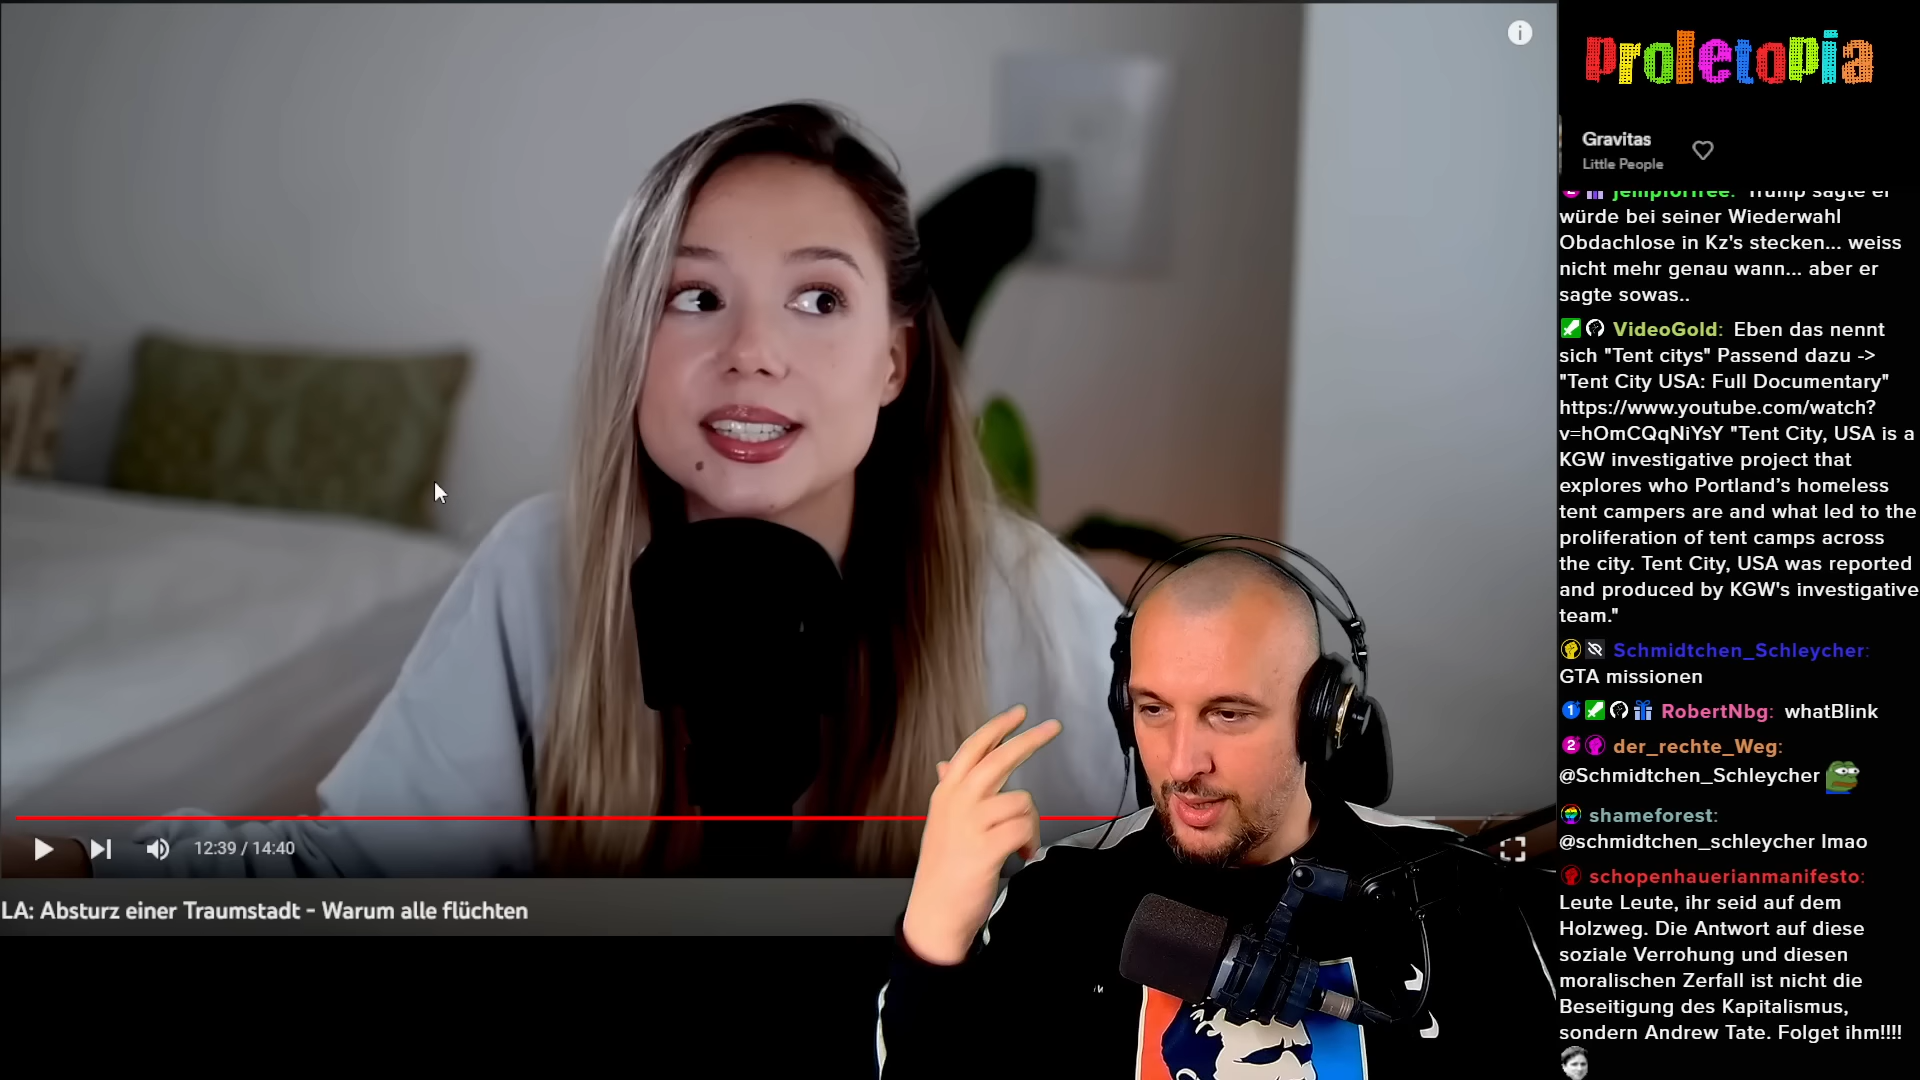 Proletopia
Gravitas
Little People
jempforfree: Trump sagte er
würde bei seiner Wiederwahl
Obdachlose in Kz's stecken... weiss
nicht mehr genau wann... aber er
sagte sowas..
VideoGold: Eben das nennt
sich "Tent citys" Passend dazu ->
"Tent City USA: Full Documentary"
https://www.youtube.com/watch?
v=hOmCQqNiYsY "Tent City, USA is a
KGW investigative project that
explores who Portland’s homeless
tent campers are and what led to the
proliferation of tent camps across
the city. Tent City, USA was reported
and produced by KGW's investigative
team."
Schmidtchen_Schleycher:
GTA missionen
RobertNbg: whatBlink
der_rechte_Weg:
@Schmidtchen_Schleycher
shameforest:
@schmidtchen_schleycher lmao
schopenhauerianmanifesto:
Leute Leute, ihr seid auf dem
Holzweg. Die Antwort auf diese
soziale Verrohung und diesen
moralischen Zerfall ist nicht die
Beseitigung des Kapitalismus,
sondern Andrew Tate. Folget ihm!!!!
12:39 / 14:40
LA: Absturz einer Traumstadt - Warum alle flüchten